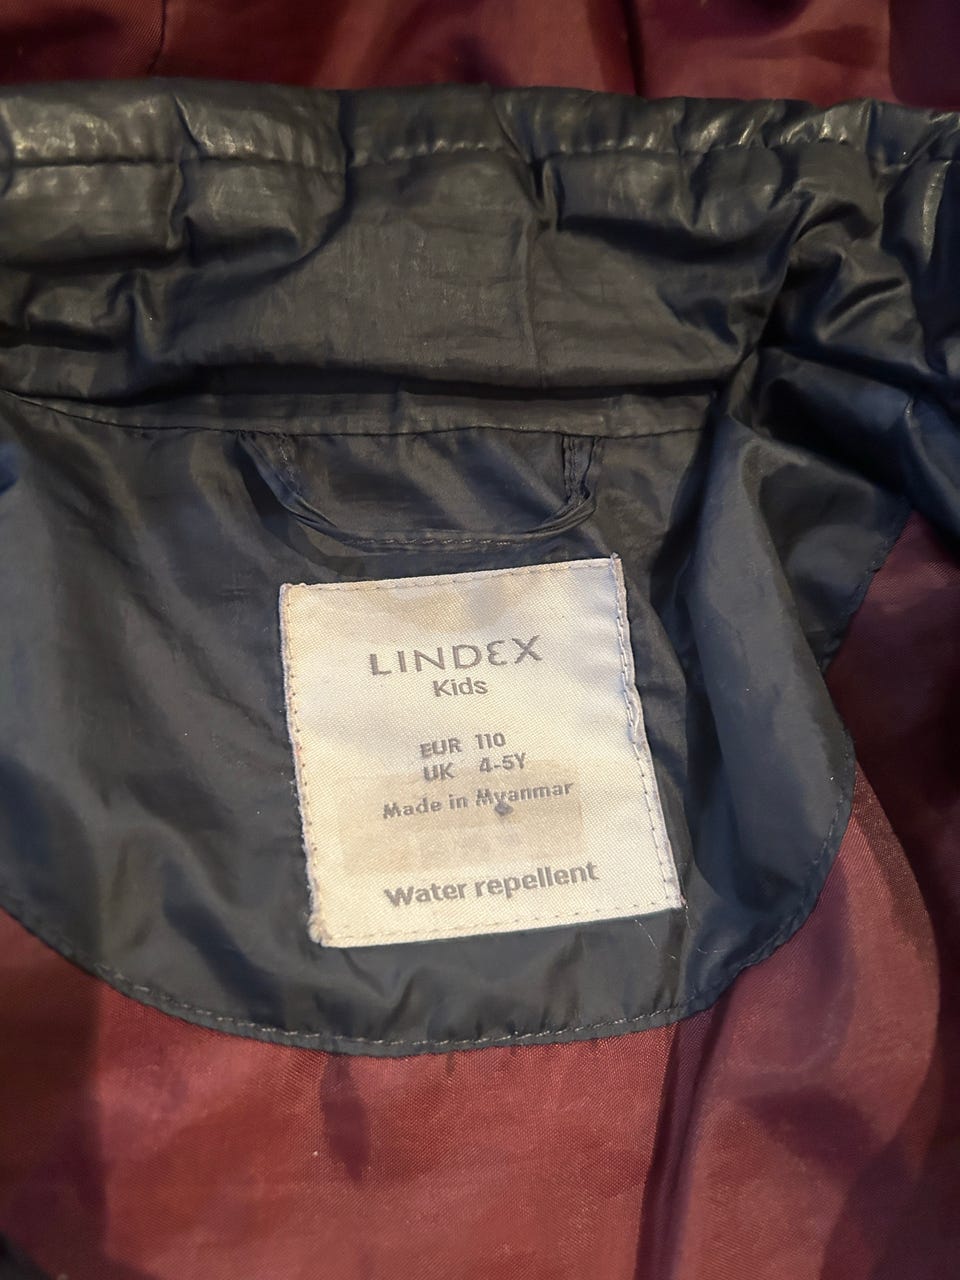 LINDEX
Kids
EUR 110
UK 4-5Y
Made in Myanmar
Water repellent